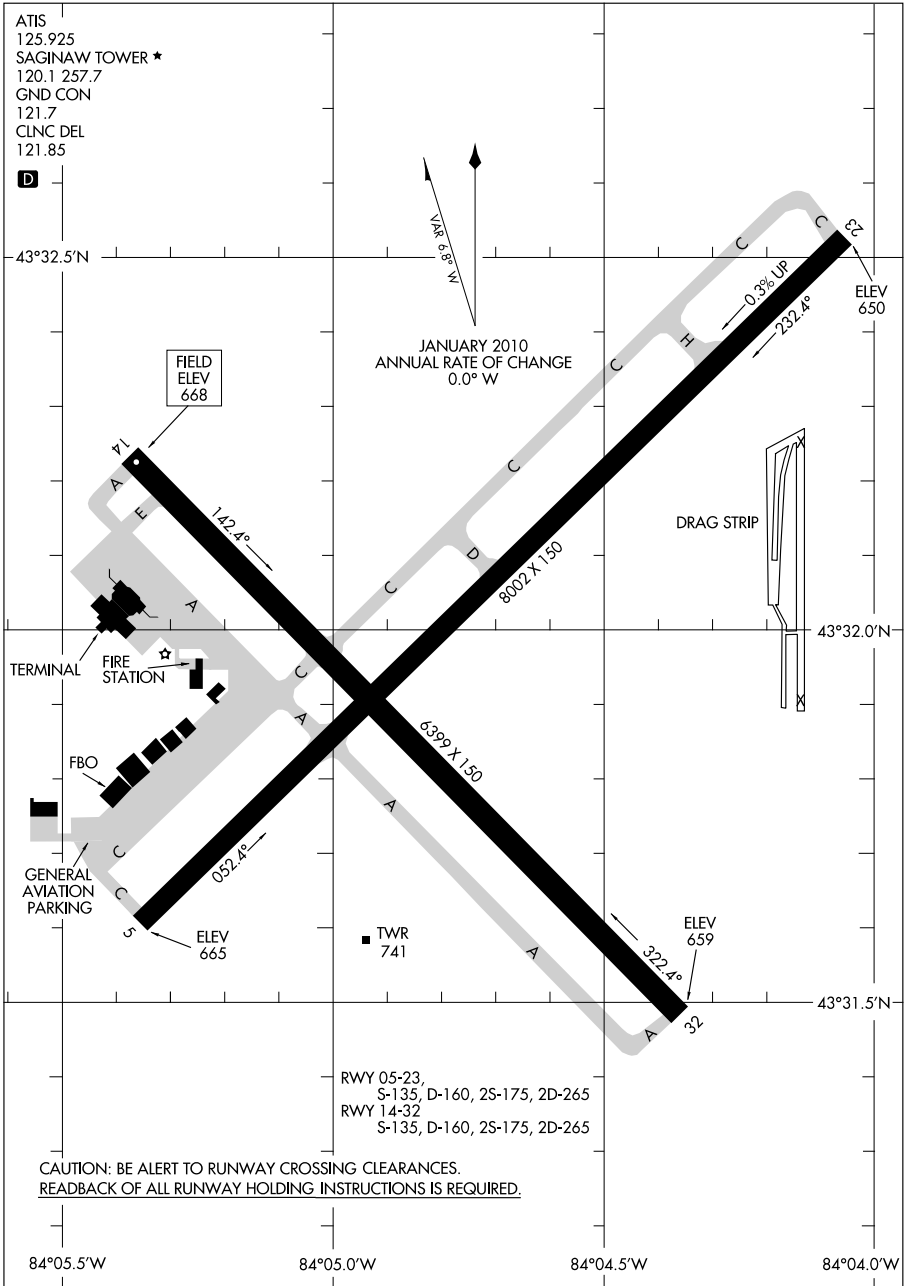 ATIS
125.925
SAGINAW TOWER ★
120.1 257.7
GND CON
121.7
CLNC DEL
121.85
D
VAR 6.8° W
JANUARY 2010
ANNUAL RATE OF CHANGE
0.0° W
43°32.5'N
C
C
23
ELEV
650
0.3% UP
232.4°
H
C
FIELD
ELEV
668
14
A
E
142.4°
C
D
8002 X 150
C
DRAG STRIP
X
X
A
TERMINAL
FIRE
STATION
C
A
A
43°32.0'N
6399 X 150
FBO
A
C
C
GENERAL
AVIATION
PARKING
052.4°
5
ELEV
665
TWR
741
A
322.4°
ELEV
659
32
A
43°31.5'N
RWY 05-23,
S-135, D-160, 2S-175, 2D-265
RWY 14-32
S-135, D-160, 2S-175, 2D-265
CAUTION: BE ALERT TO RUNWAY CROSSING CLEARANCES.
READBACK OF ALL RUNWAY HOLDING INSTRUCTIONS IS REQUIRED.
84°05.5'W
84°05.0'W
84°04.5'W
84°04.0'W